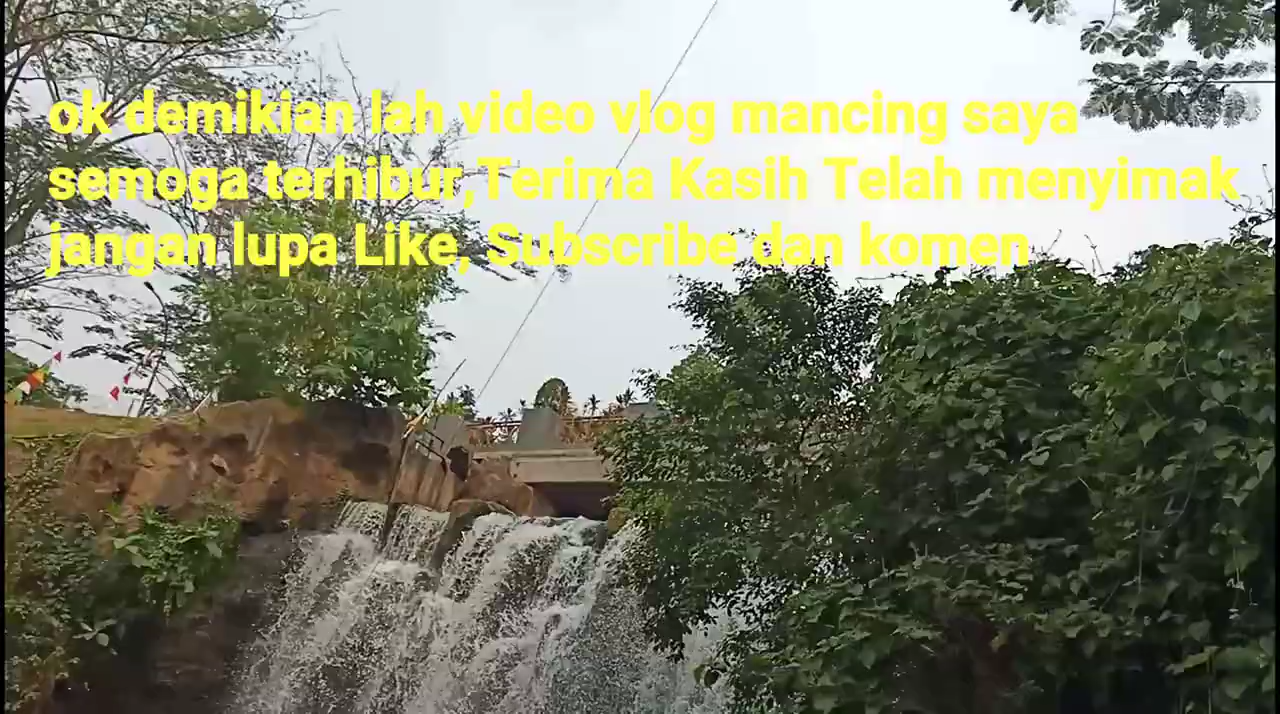 ok demikian lah video vlog mancing saya
semoga terhibur,Terima Kasih Telah menyimak
jangan lupa Like, Subscribe dan komen